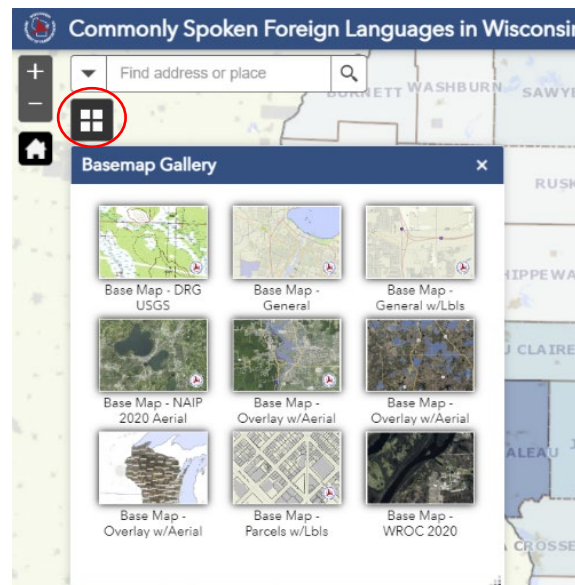 Commonly Spoken Foreign Languages in Wisconsin
+
Find address or place
−
BURNETT WASHBURN SAWYE
Basemap Gallery ×
RUSK
Base Map - DRG
USGS
Base Map -
General
Base Map -
General w/Lbls
HIPPEWA
Base Map - NAIP
2020 Aerial
Base Map -
Overlay w/Aerial
Base Map -
Overlay w/Aerial
U CLAIRE
ALEAU
Base Map -
Overlay w/Aerial
Base Map -
Parcels w/Lbls
Base Map -
WROC 2020
CROSSE